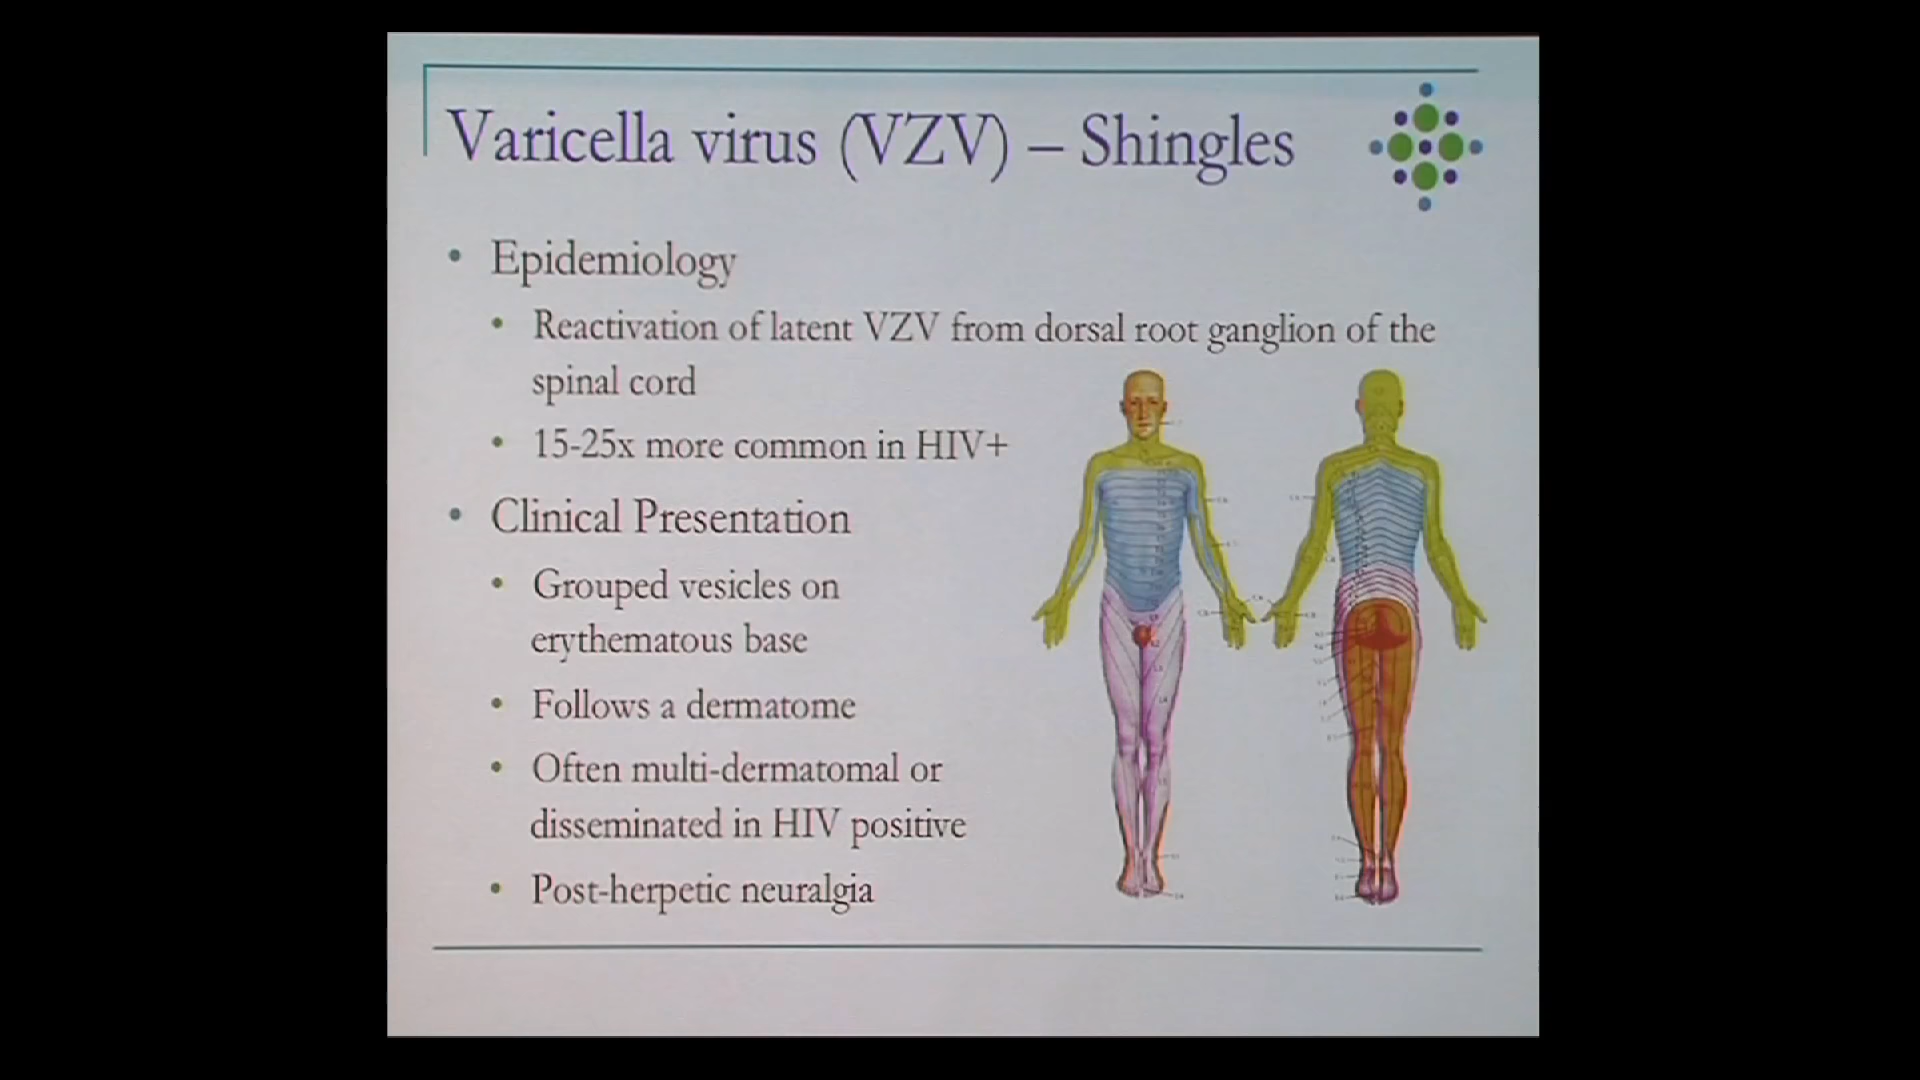 Varicella virus (VZV) – Shingles
• Epidemiology
• Reactivation of latent VZV from dorsal root ganglion of the
spinal cord
• 15-25x more common in HIV+
• Clinical Presentation
• Grouped vesicles on
erythematous base
• Follows a dermatome
• Often multi-dermatomal or
disseminated in HIV positive
• Post-herpetic neuralgia